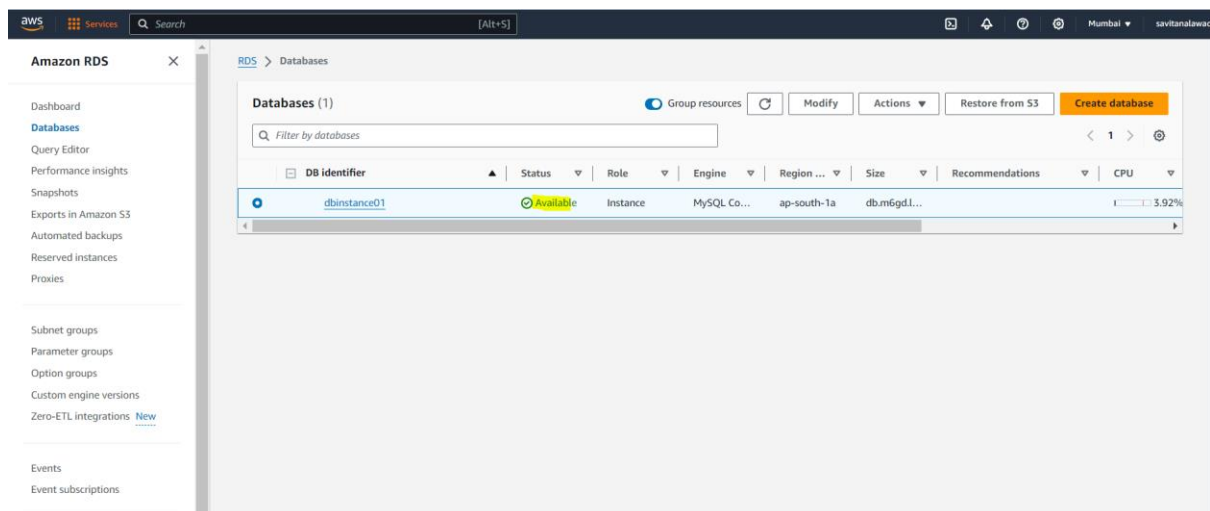 aws Services Search [Alt+S] Mumbai savitanalawad
Amazon RDS
Dashboard
Databases
Query Editor
Performance insights
Snapshots
Exports in Amazon S3
Automated backups
Reserved instances
Proxies
Subnet groups
Parameter groups
Option groups
Custom engine versions
Zero-ETL integrations New
Events
Event subscriptions
RDS > Databases
Databases (1) Group resources Modify Actions Restore from S3 Create database
Filter by databases 1
DB identifier Status Role Engine Region ... Size Recommendations CPU
dbinstance01 Available Instance MySQL Co... ap-south-1a db.m6gd.l... 3.92%